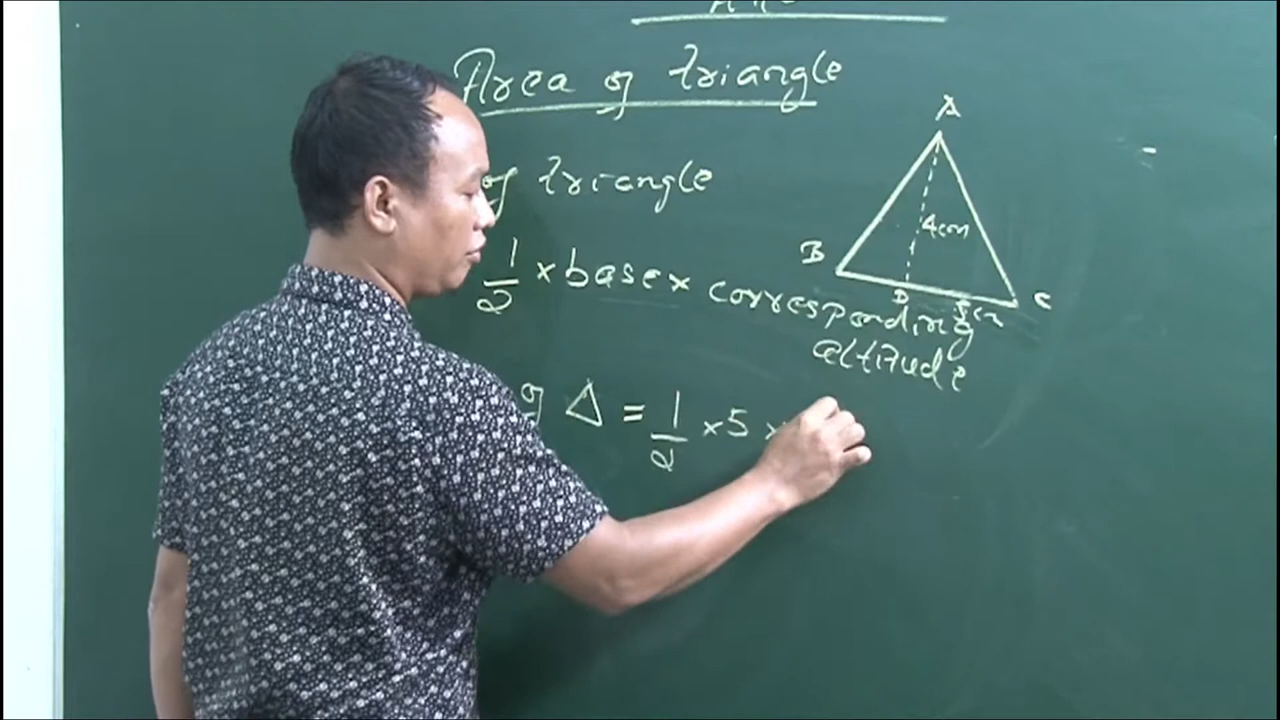 Area of triangle
of triangle
1/2 × base × corresponding
altitude
of Δ = 1/2 × 5 ×
A
4cm
B
D
C